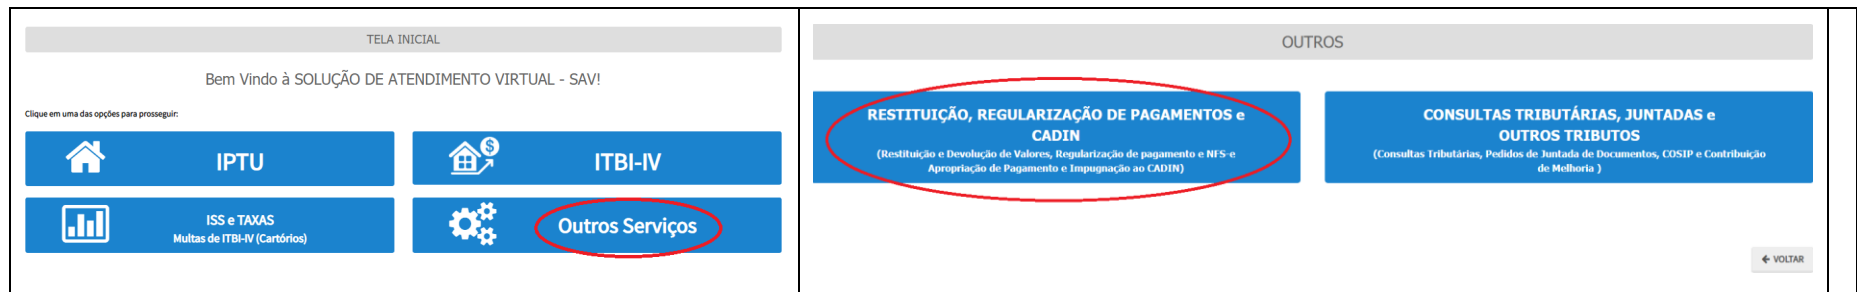 TELA INICIAL
Bem Vindo à SOLUÇÃO DE ATENDIMENTO VIRTUAL - SAV!
Clique em uma das opções para prosseguir:
IPTU
ITBI-IV
ISS e TAXAS
Multas de ITBI-IV (Cartórios)
Outros Serviços
OUTROS
RESTITUIÇÃO, REGULARIZAÇÃO DE PAGAMENTOS e
CADIN
(Restituição e Devolução de Valores, Regularização de pagamento e NFS-e
Apropriação de Pagamento e Impugnação ao CADIN)
CONSULTAS TRIBUTÁRIAS, JUNTADAS e
OUTROS TRIBUTOS
(Consultas Tributárias, Pedidos de Juntada de Documentos, COSIP e Contribuição
de Melhoria )
VOLTAR